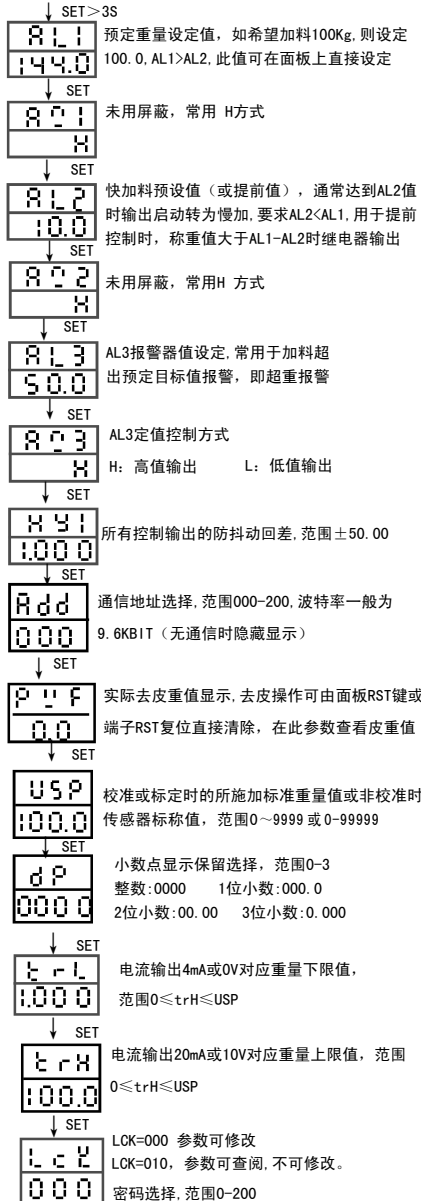 SET＞3S
AL1
144.0
预定重量设定值，如希望加料100Kg,则设定
100.0,AL1>AL2,此值可在面板上直接设定
SET
H
未用屏蔽，常用 H方式
SET
AL2
10.0
快加料预设值（或提前值），通常达到AL2值
时输出启动转为慢加,要求AL2<AL1,用于提前
控制时，称重值大于AL1-AL2时继电器输出
SET
H
未用屏蔽，常用H 方式
SET
AL3
50.0
AL3报警器值设定,常用于加料超
出预定目标值报警，即超重报警
SET
H
AL3定值控制方式
H：高值输出 L：低值输出
SET
HY1
1.000
所有控制输出的防抖动回差,范围±50.00
SET
Add
000
通信地址选择,范围000-200,波特率一般为
9.6KBIT（无通信时隐藏显示）
SET
0.0
实际去皮重值显示,去皮操作可由面板RST键或
端子RST复位直接清除，在此参数查看皮重值
SET
USP
100.0
校准或标定时的所施加标准重量值或非校准时
传感器标称值，范围0～9999 或 0-99999
SET
dP
0000
小数点显示保留选择，范围0-3
整数:0000 1位小数:000.0
2位小数:00.00 3位小数:0.000
SET
trL
1.000
电流输出4mA或0V对应重量下限值，
范围0≤trH≤USP
SET
trH
100.0
电流输出20mA或10V对应重量上限值，范围
0≤trH≤USP
SET
LcK
000
LCK=000 参数可修改
LCK=010，参数可查阅,不可修改。
密码选择,范围0-200